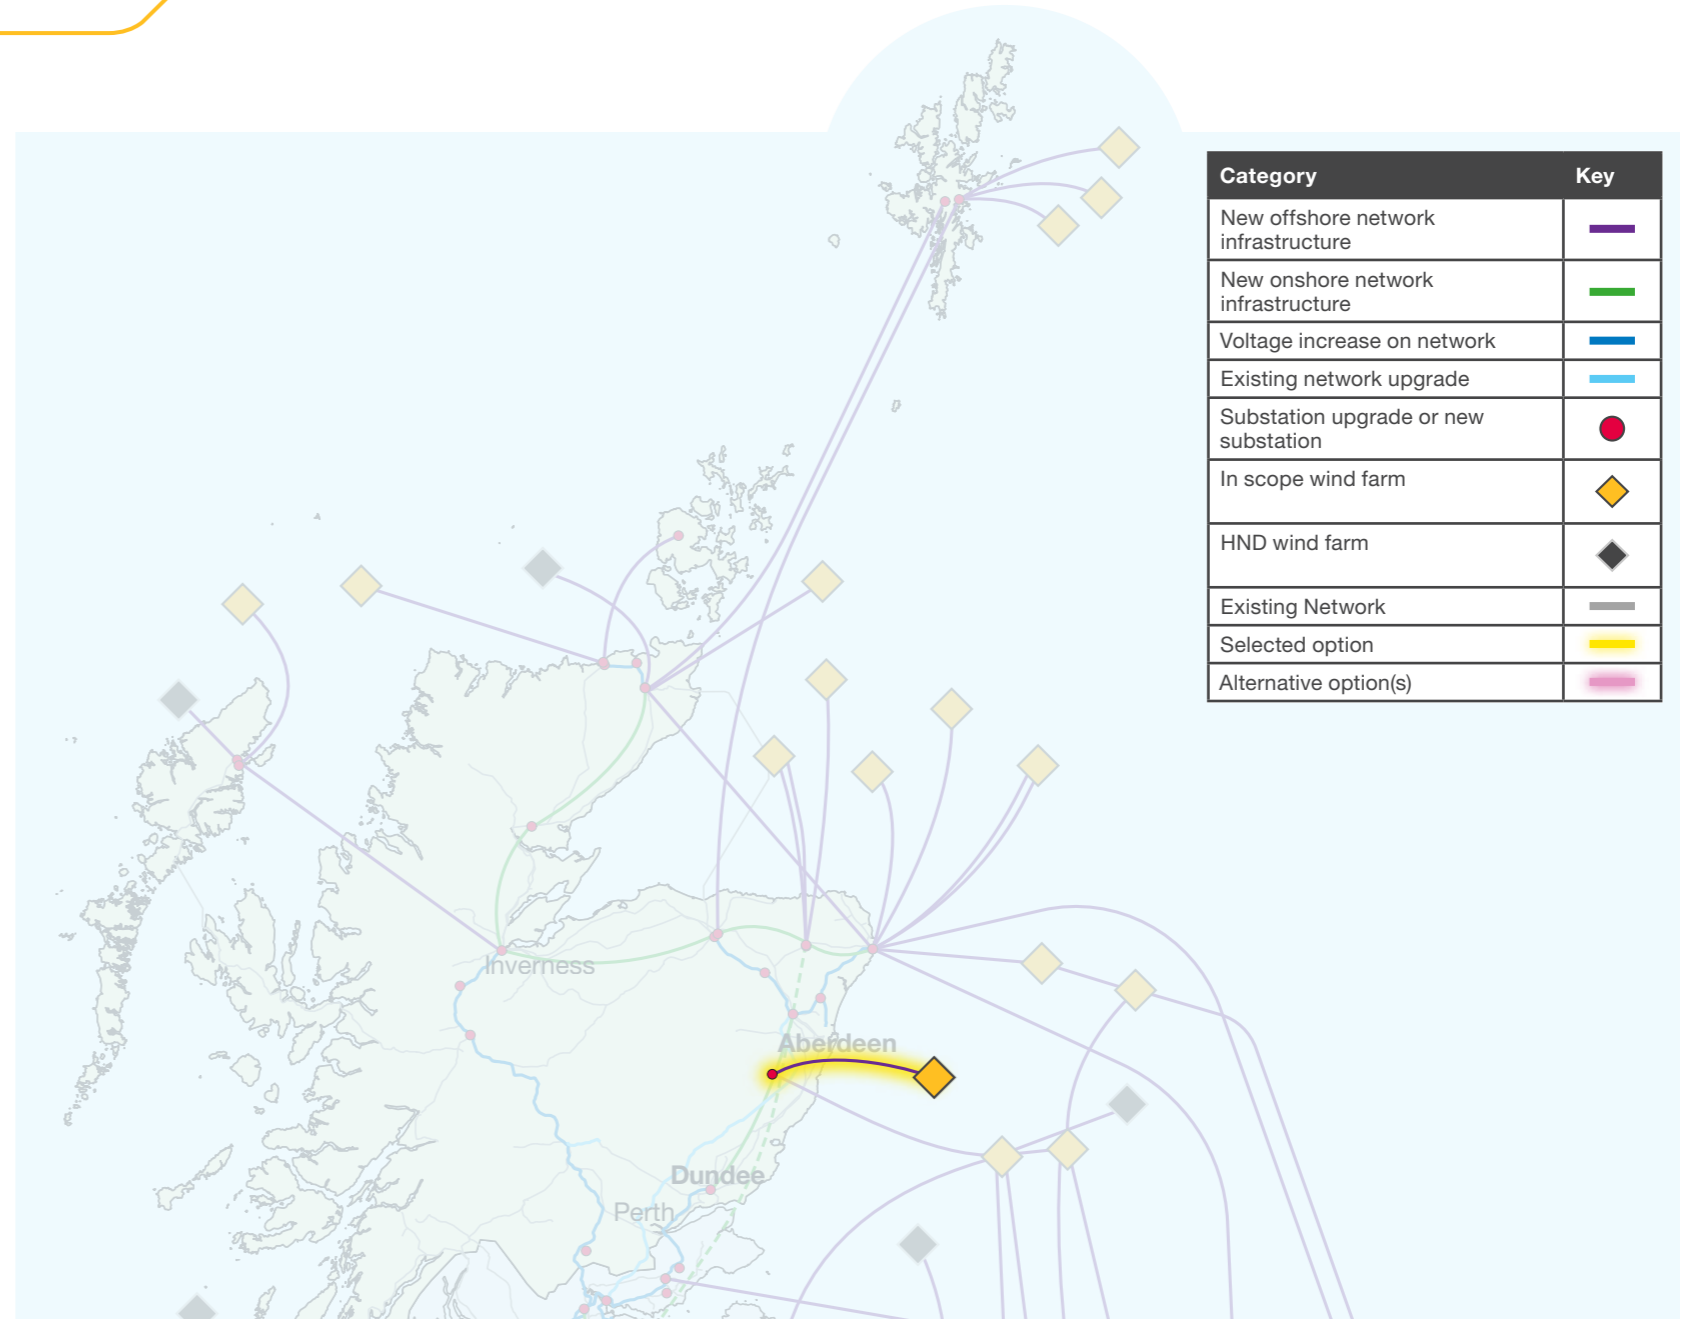 Category Key
New offshore network
infrastructure
New onshore network
infrastructure
Voltage increase on network
Existing network upgrade
Substation upgrade or new
substation
In scope wind farm
HND wind farm
Existing Network
Selected option
Alternative option(s)
Inverness
Aberdeen
Dundee
Perth